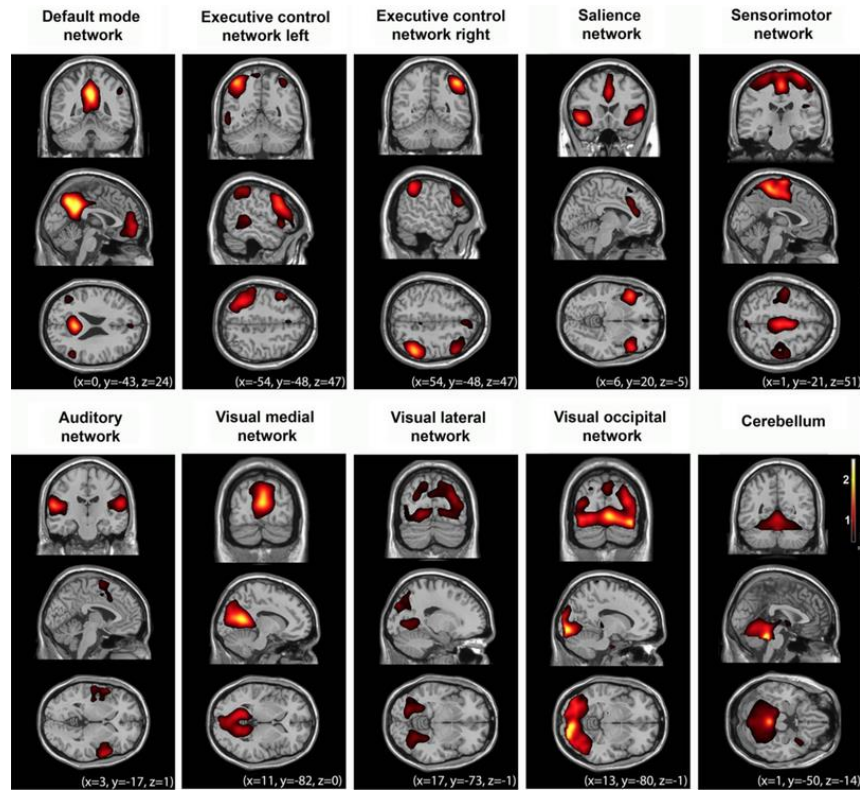 Default mode
network
Executive control
network left
Executive control
network right
Salience
network
Sensorimotor
network
(x=0, y=-43, z=24)
(x=-54, y=-48, z=47)
(x=54, y=-48, z=47)
(x=6, y=20, z=-5)
(x=1, y=-21, z=51)
Auditory
network
Visual medial
network
Visual lateral
network
Visual occipital
network
Cerebellum
2
1
(x=3, y=-17, z=1)
(x=11, y=-82, z=0)
(x=17, y=-73, z=-1)
(x=13, y=-80, z=-1)
(x=1, y=-50, z=-14)